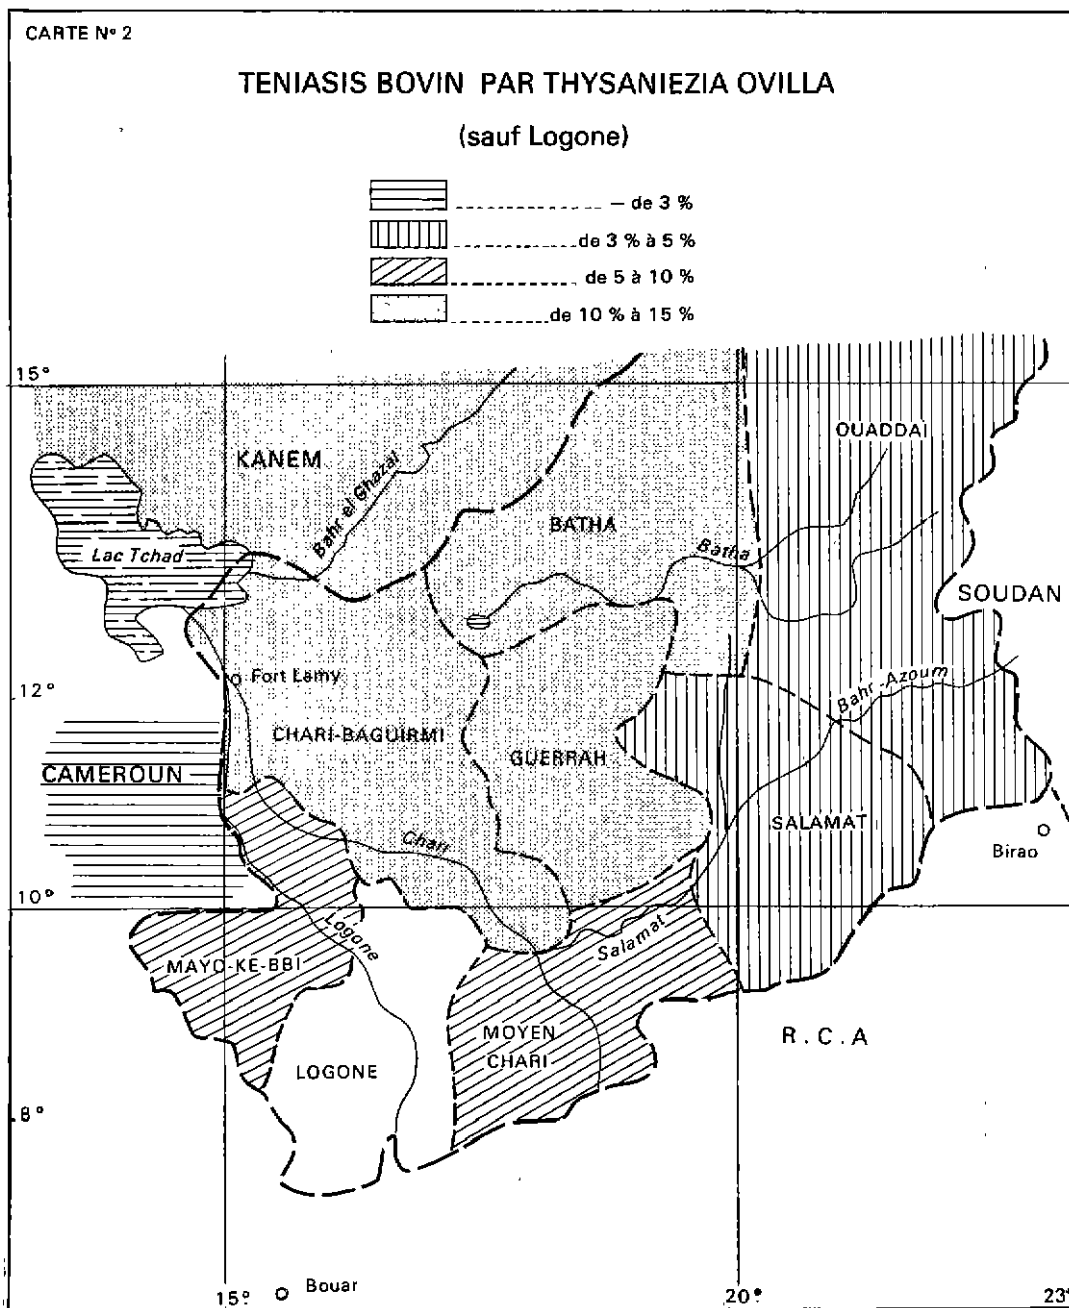 CARTE N° 2
TENIASIS BOVIN PAR THYSANIEZIA OVILLA
(sauf Logone)
— de 3 %
de 3 % à 5 %
de 5 à 10 %
de 10 % à 15 %
15°
OUADDAI
KANEM
Bahr el Ghazal
BATHA
Batha
Lac Tchad
SOUDAN
12°
Fort Lamy
Bahr-Azoum
CHARI-BAGUIRMI
GUERRAH
CAMEROUN
SALAMAT
Chari
Birao
10°
Logone
Salamat
MAYO-KE-BBI
MOYEN
CHARI
R.C.A
LOGONE
8°
Bouar
15°
20°
23°